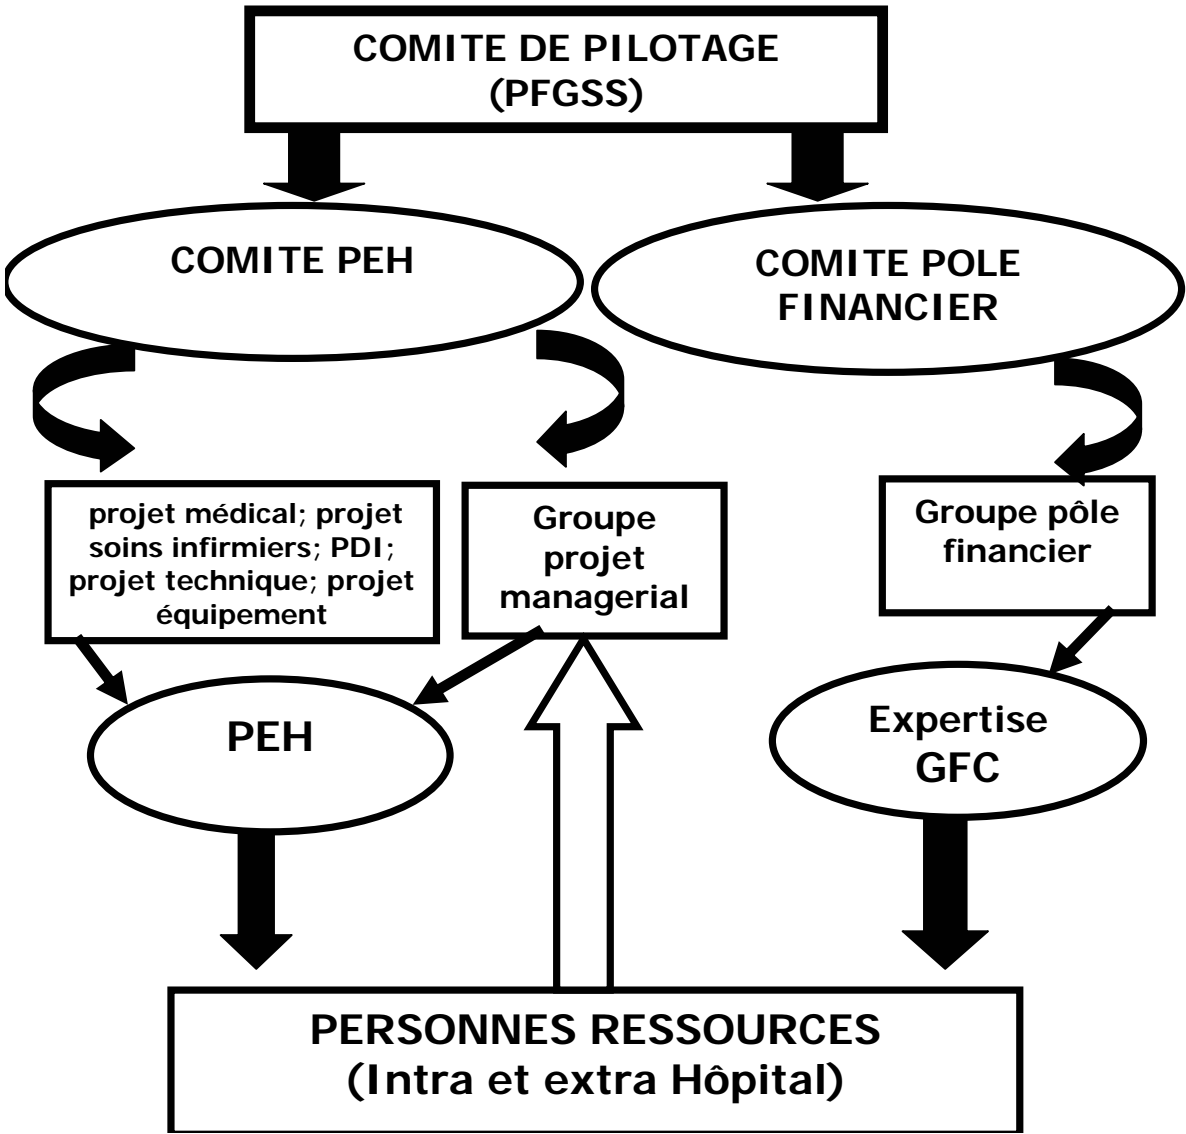 COMITE DE PILOTAGE
(PFGSS)
COMITE PEH
COMITE POLE
FINANCIER
projet médical; projet
soins infirmiers; PDI;
projet technique; projet
équipement
Groupe
projet
managerial
Groupe pôle
financier
PEH
Expertise
GFC
PERSONNES RESSOURCES
(Intra et extra Hôpital)